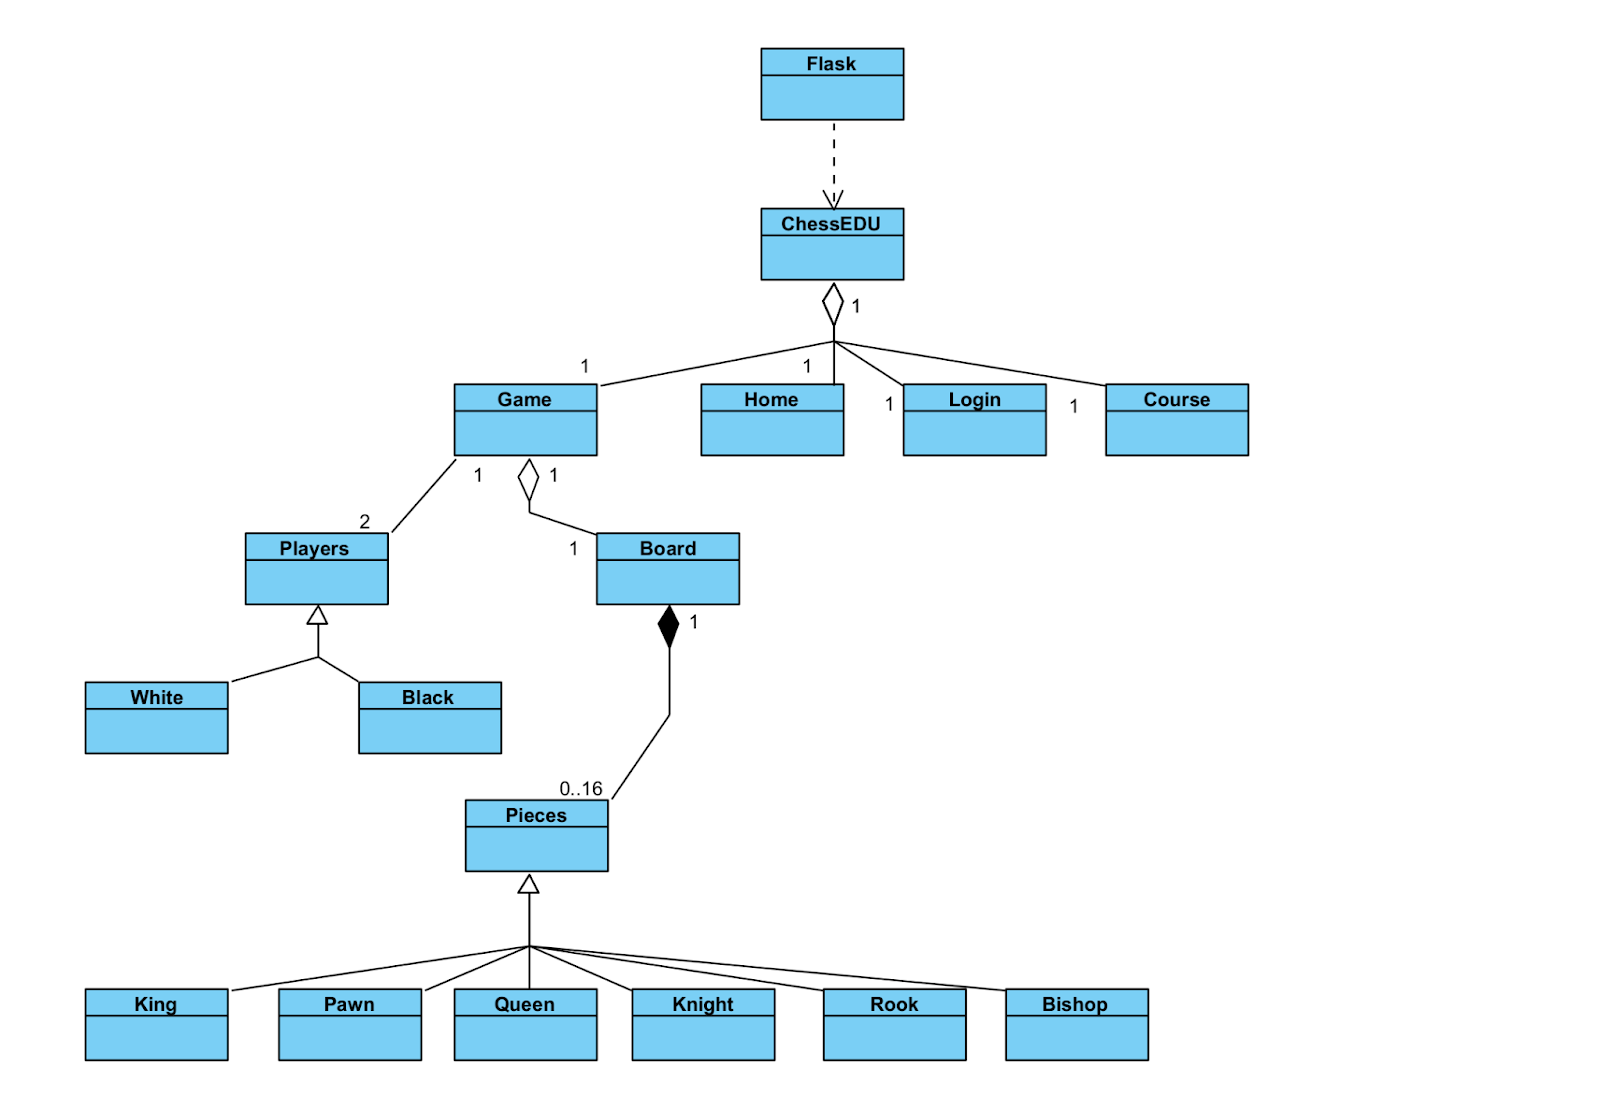 Flask
ChessEDU
1
1
1
Game
Home
1
Login
1
Course
1
1
2
Players
1
Board
1
White
Black
0..16
Pieces
King
Pawn
Queen
Knight
Rook
Bishop